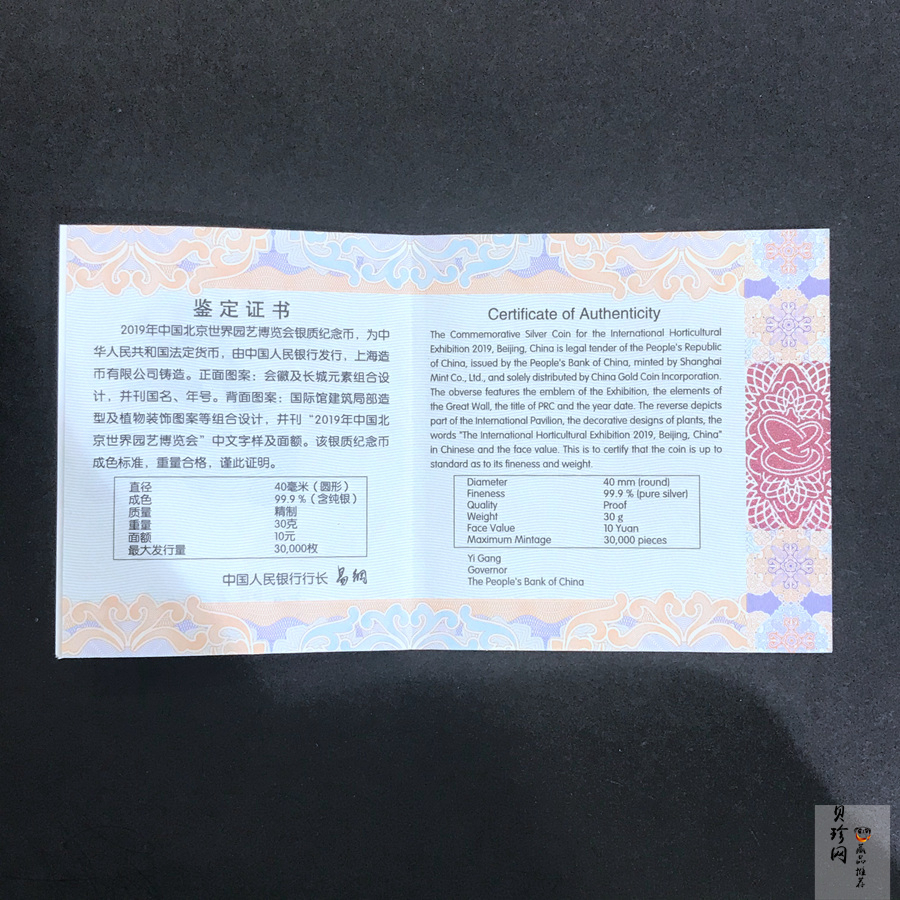 鉴定证书
2019年中国北京世界园艺博览会银质纪念币，为中
华人民共和国法定货币，由中国人民银行发行，上海造
币有限公司铸造。正面图案：会徽及长城元素组合设
计，并刊国名、年号。背面图案：国际馆建筑局部造
型及植物装饰图案等组合设计，并刊“2019年中国北
京世界园艺博览会”中文字样及面额。该银质纪念币
成色标准，重量合格，谨此证明。
直径 40毫米（圆形）
成色 99.9％（含纯银）
质量 精制
重量 30克
面额 10元
最大发行量 30,000枚
中国人民银行行长 易纲
Certificate of Authenticity
The Commemorative Silver Coin for the International Horticultural
Exhibition 2019, Beijing, China is legal tender of the People's Republic
of China, issued by the People's Bank of China, minted by Shanghai
Mint Co., Ltd., and solely distributed by China Gold Coin Incorporation.
The obverse features the emblem of the Exhibition, the elements of
the Great Wall, the title of PRC and the year date. The reverse depicts
part of the International Pavilion, the decorative designs of plants, the
words "The International Horticultural Exhibition 2019, Beijing, China"
in Chinese and the face value. This is to certify that the coin is up to
standard as to its fineness and weight.
Diameter 40 mm (round)
Fineness 99.9 % (pure silver)
Quality Proof
Weight 30 g
Face Value 10 Yuan
Maximum Mintage 30,000 pieces
Yi Gang
Governor
The People's Bank of China
贝珍网
商品推荐